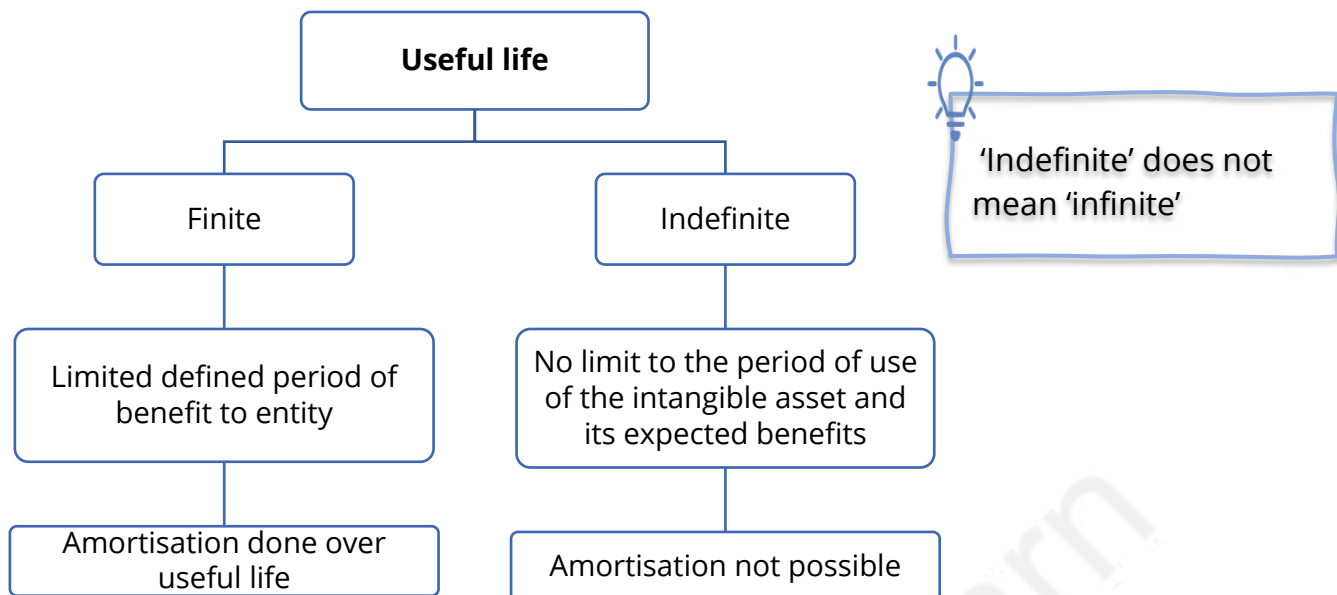 Useful life
‘Indefinite’ does not
mean ‘infinite’
Finite
Indefinite
Limited defined period of
benefit to entity
No limit to the period of use
of the intangible asset and
its expected benefits
Amortisation done over
useful life
Amortisation not possible